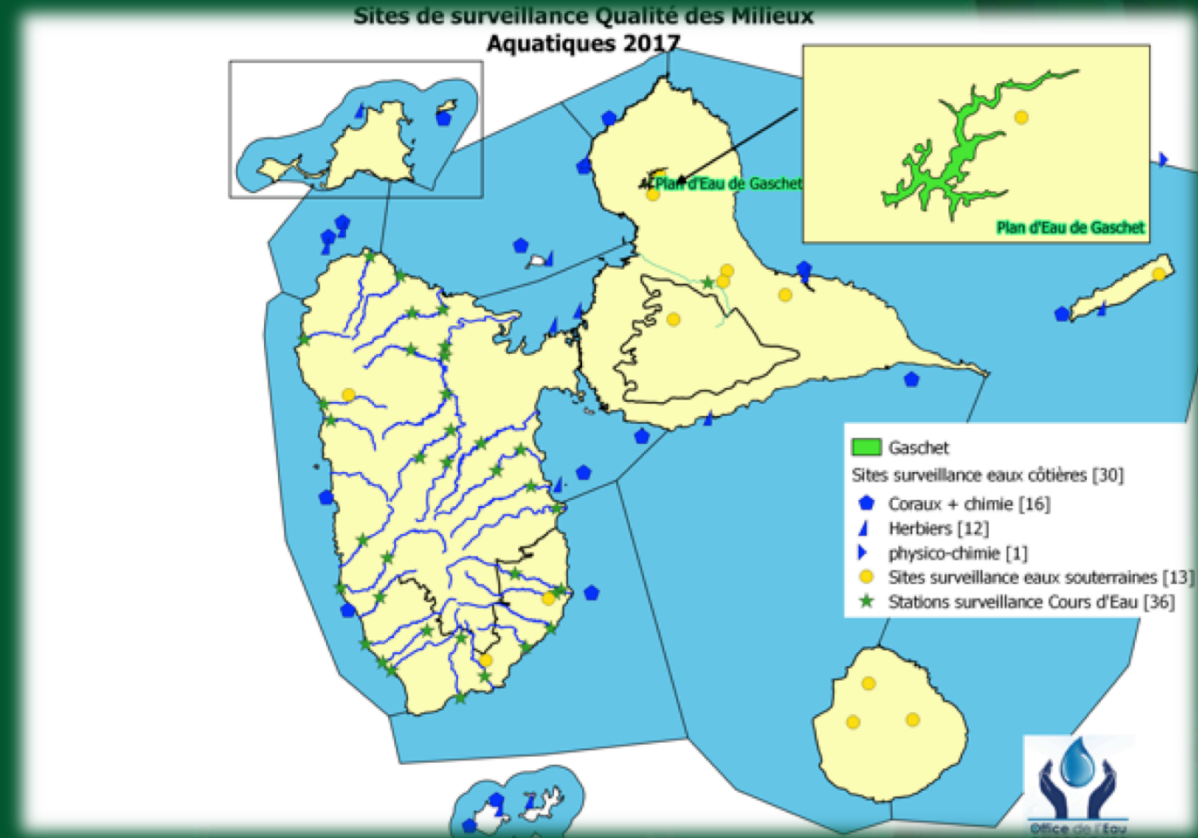 Sites de surveillance Qualité des Milieux
Aquatiques 2017
Plan d'Eau de Gaschet
Plan d'Eau de Gaschet
Gaschet
Sites surveillance eaux côtières [30]
Coraux + chimie [16]
Herbiers [12]
physico-chimie [1]
Sites surveillance eaux souterraines [13]
Stations surveillance Cours d'Eau [36]
Office de l'Eau